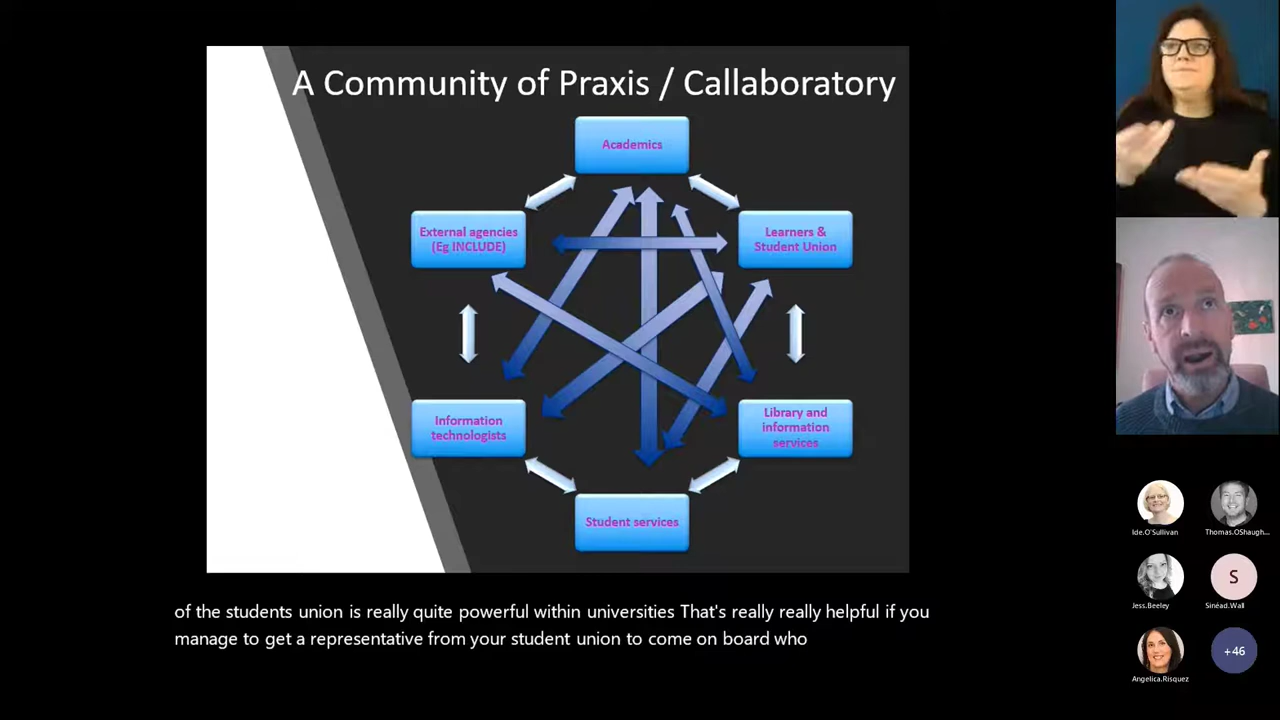 A Community of Praxis / Callaboratory
Academics
External agencies
(Eg INCLUDE)
Learners &
Student Union
Information
technologists
Library and
information
services
Student services
of the students union is really quite powerful within universities That's really really helpful if you
manage to get a representative from your student union to come on board who
Ide.O'Sullivan
Thomas.OShaugh...
S
Jess.Beeley
Sinéad.Wall
+46
Angelica.Risquez